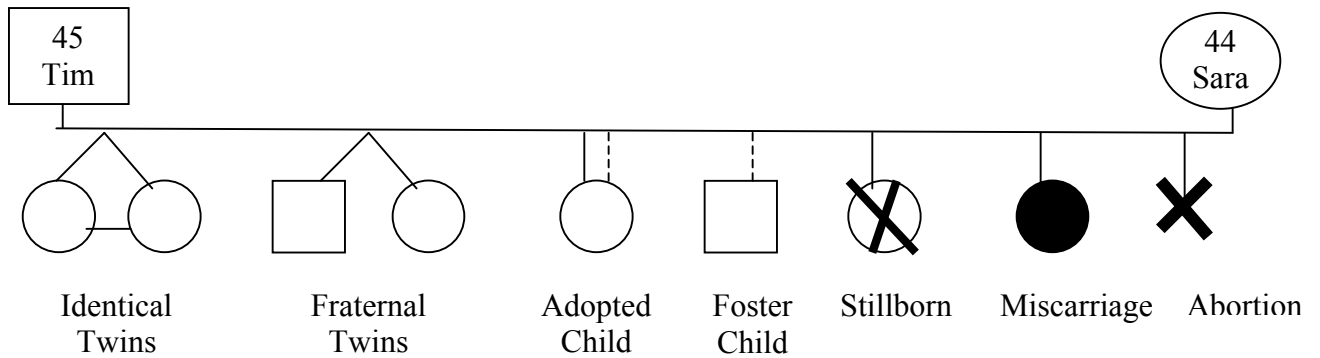 45
Tim
44
Sara
Identical
Twins
Fraternal
Twins
Adopted
Child
Foster
Child
Stillborn
Miscarriage
Abortion